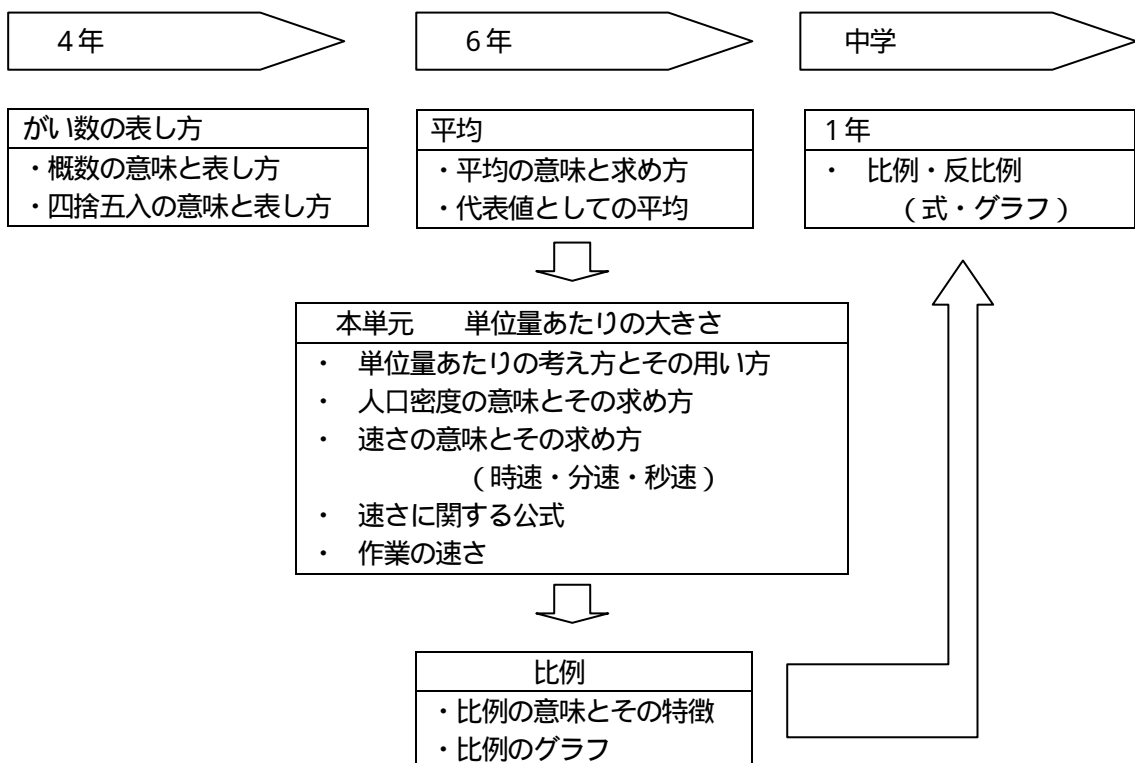 4年
6年
中学
がい数の表し方
・概数の意味と表し方
・四捨五入の意味と表し方
平均
・平均の意味と求め方
・代表値としての平均
1年
・ 比例・反比例
(式・グラフ)
本単元 単位量あたりの大きさ
・ 単位量あたりの考え方とその用い方
・ 人口密度の意味とその求め方
・ 速さの意味とその求め方
(時速・分速・秒速)
・ 速さに関する公式
・ 作業の速さ
比例
・比例の意味とその特徴
・比例のグラフ